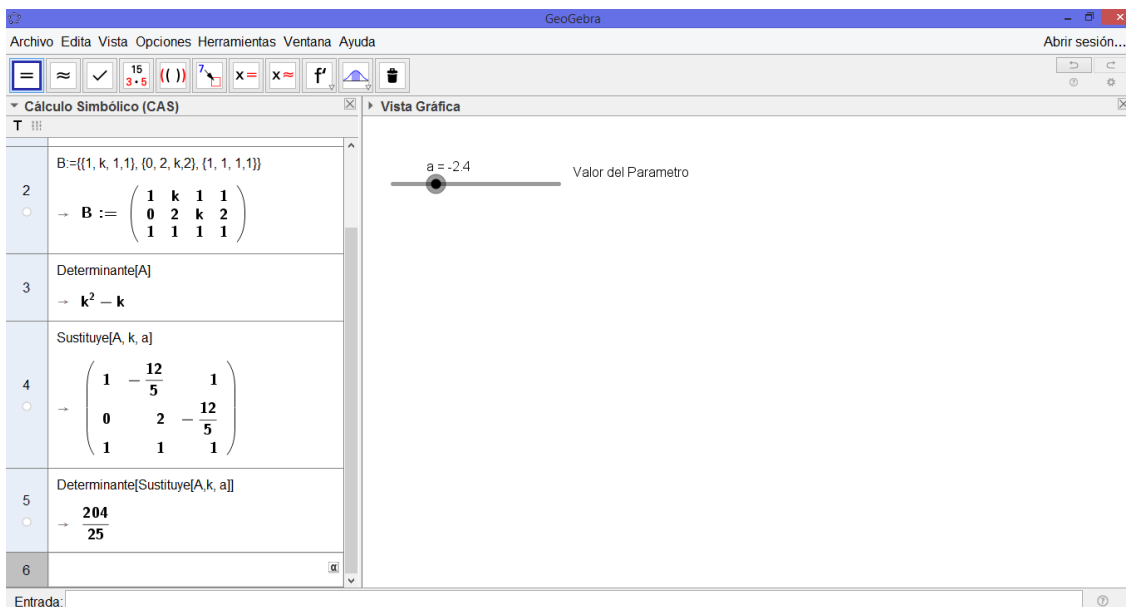 GeoGebra
Archivo Edita Vista Opciones Herramientas Ventana Ayuda
Abrir sesión...
= ≈ ✓ 15 3·5 (( )) 7 x= x≈ f'
Cálculo Simbólico (CAS)
Vista Gráfica
T
2
B:={{1, k, 1,1}, {0, 2, k,2}, {1, 1, 1,1}}
→ B :=
1 k 1 1
0 2 k 2
1 1 1 1
3
Determinante[A]
→ k² − k
4
Sustituye[A, k, a]
→
1 −12/5 1
0 2 −12/5
1 1 1
5
Determinante[Sustituye[A,k, a]]
→ 204/25
6
α
a = -2.4
Valor del Parametro
Entrada: